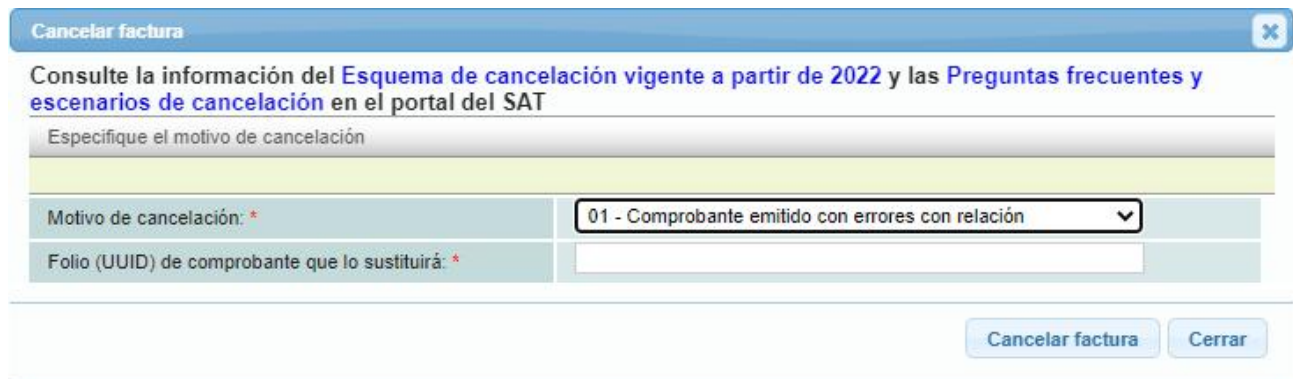 Cancelar factura
Consulte la información del Esquema de cancelación vigente a partir de 2022 y las Preguntas frecuentes y
escenarios de cancelación en el portal del SAT
Especifique el motivo de cancelación
Motivo de cancelación: *
01 - Comprobante emitido con errores con relación
Folio (UUID) de comprobante que lo sustituirá: *
Cancelar factura
Cerrar